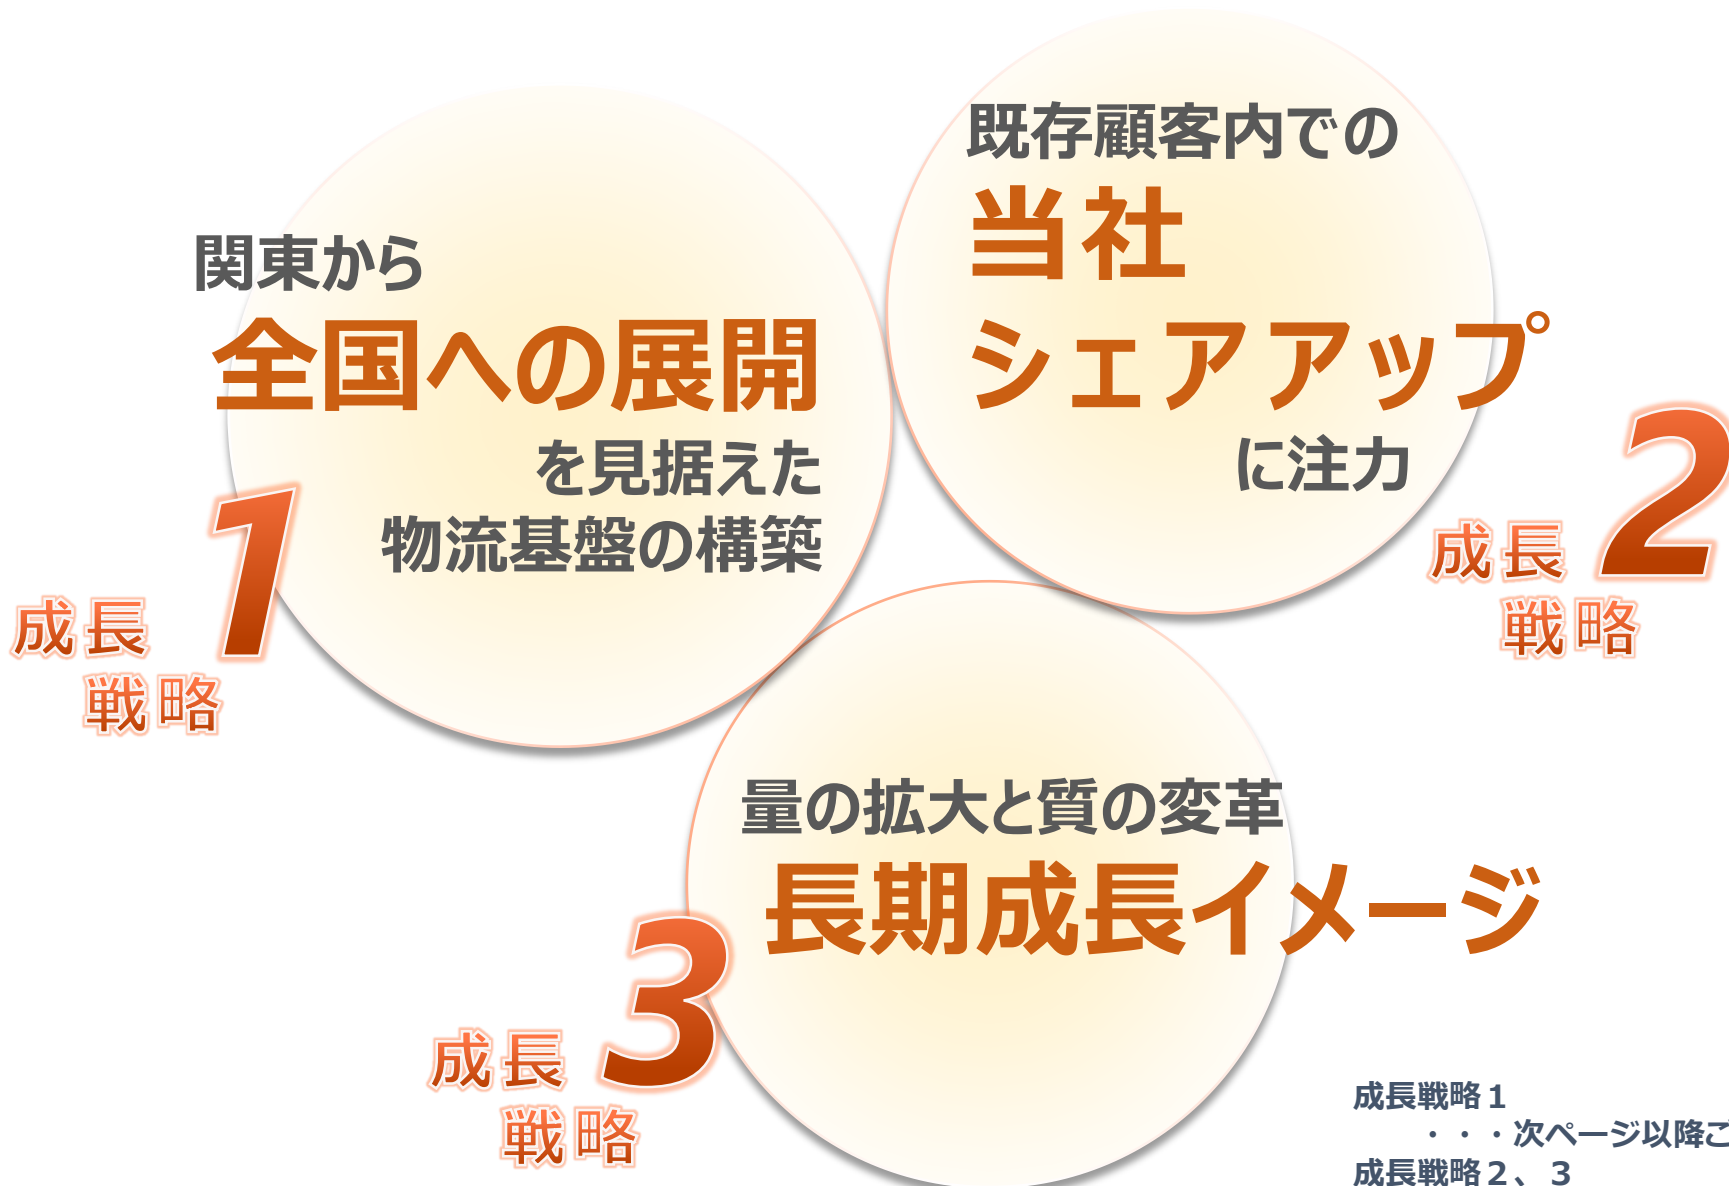 関東から
全国への展開
を見据えた
物流基盤の構築
成長
戦略
1
既存顧客内での
当社
シェアアップ
に注力
成長
戦略
2
量の拡大と質の変革
長期成長イメージ
成長
戦略
3
成長戦略1
・・・次ページ以降ご
成長戦略2、3